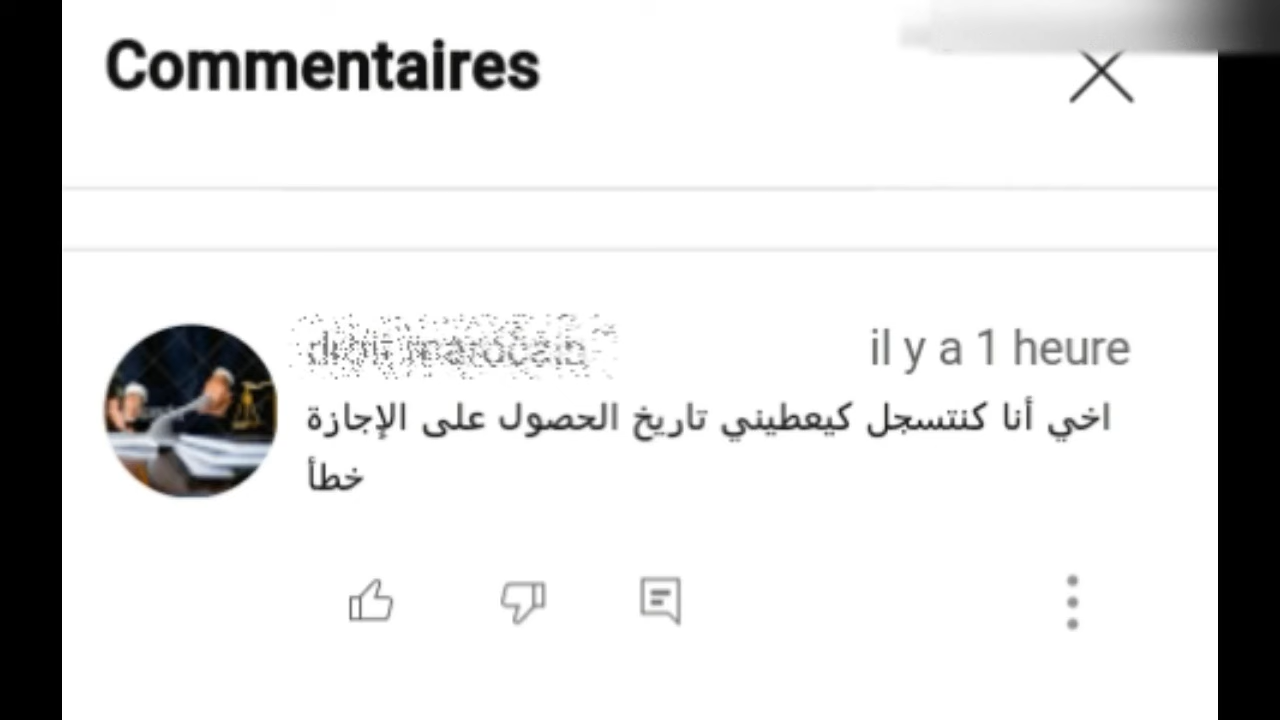 Commentaires
il y a 1 heure
اخي أنا كنتسجل كيعطيني تاريخ الحصول على الإجازة
خطأ